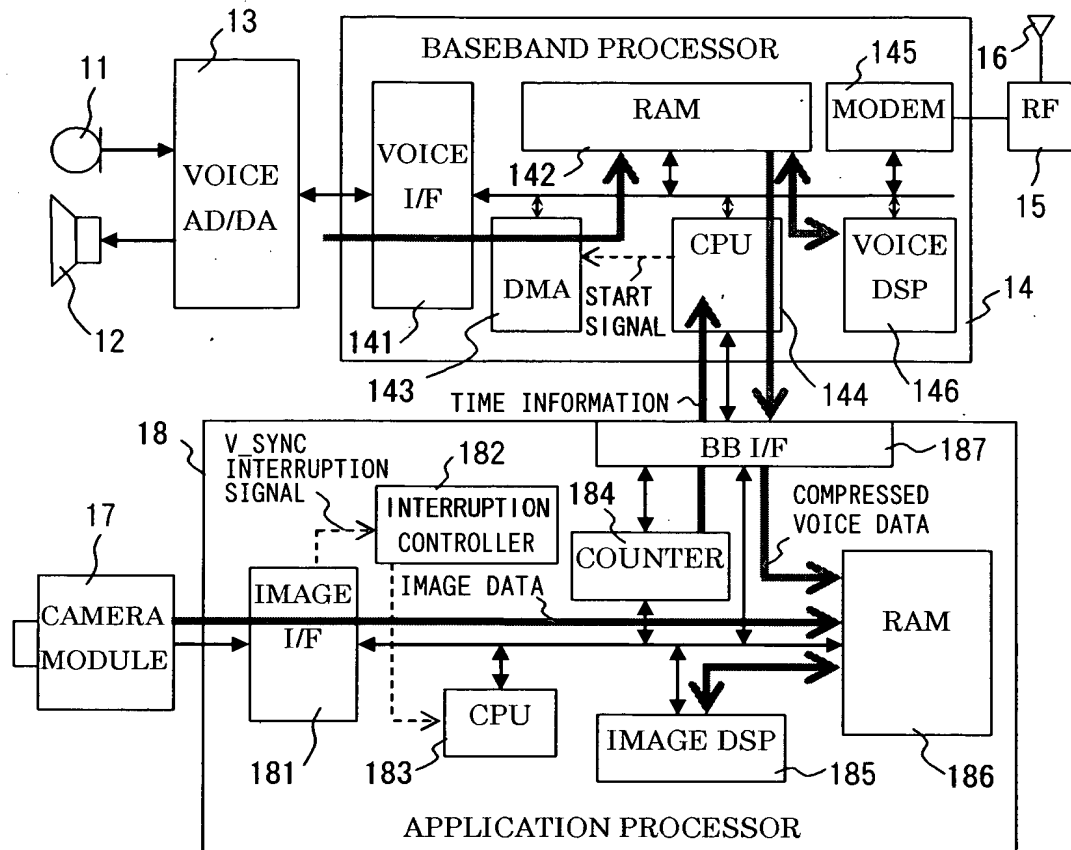 13
BASEBAND PROCESSOR
16
11
145
RAM
MODEM
RF
VOICE
AD/DA
VOICE
I/F
142
15
CPU
VOICE
DSP
DMA
START
SIGNAL
14
12
141
143
144
146
TIME INFORMATION
18
V_SYNC
INTERRUPTION
SIGNAL
182
BB I/F
187
184
INTERRUPTION
CONTROLLER
COMPRESSED
VOICE DATA
17
COUNTER
IMAGE DATA
IMAGE
I/F
CAMERA
MODULE
RAM
CPU
IMAGE DSP
181
183
185
186
APPLICATION PROCESSOR